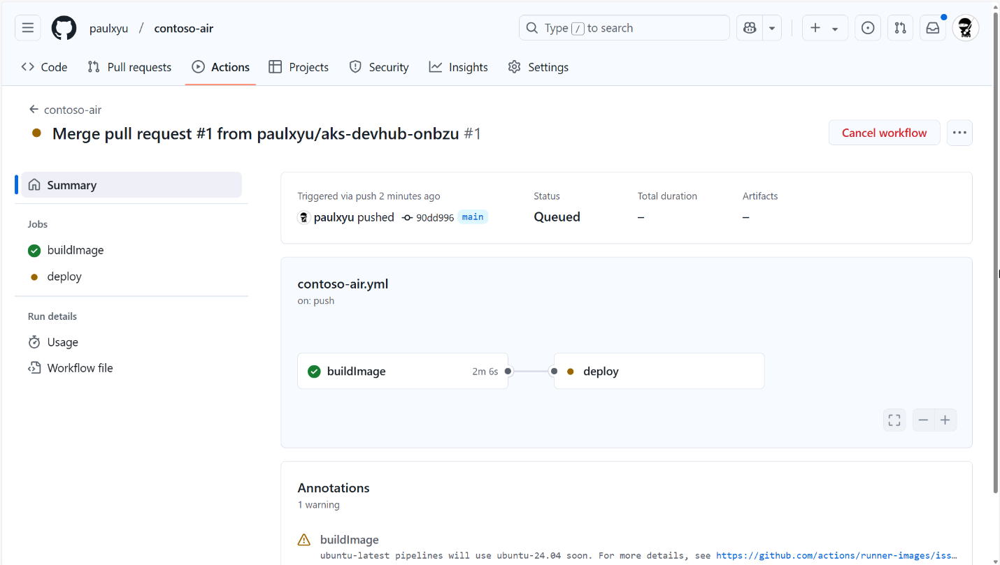 paulxyu / contoso-air
Type / to search
Code Pull requests Actions Projects Security Insights Settings
contoso-air
Merge pull request #1 from paulxyu/aks-devhub-onbzu #1
Cancel workflow
Summary
Jobs
buildImage
deploy
Run details
Usage
Workflow file
Triggered via push 2 minutes ago
paulxyu pushed 90dd996 main
Status
Queued
Total duration
–
Artifacts
–
contoso-air.yml
on: push
buildImage 2m 6s
deploy
Annotations
1 warning
buildImage
ubuntu-latest pipelines will use ubuntu-24.04 soon. For more details, see https://github.com/actions/runner-images/iss…